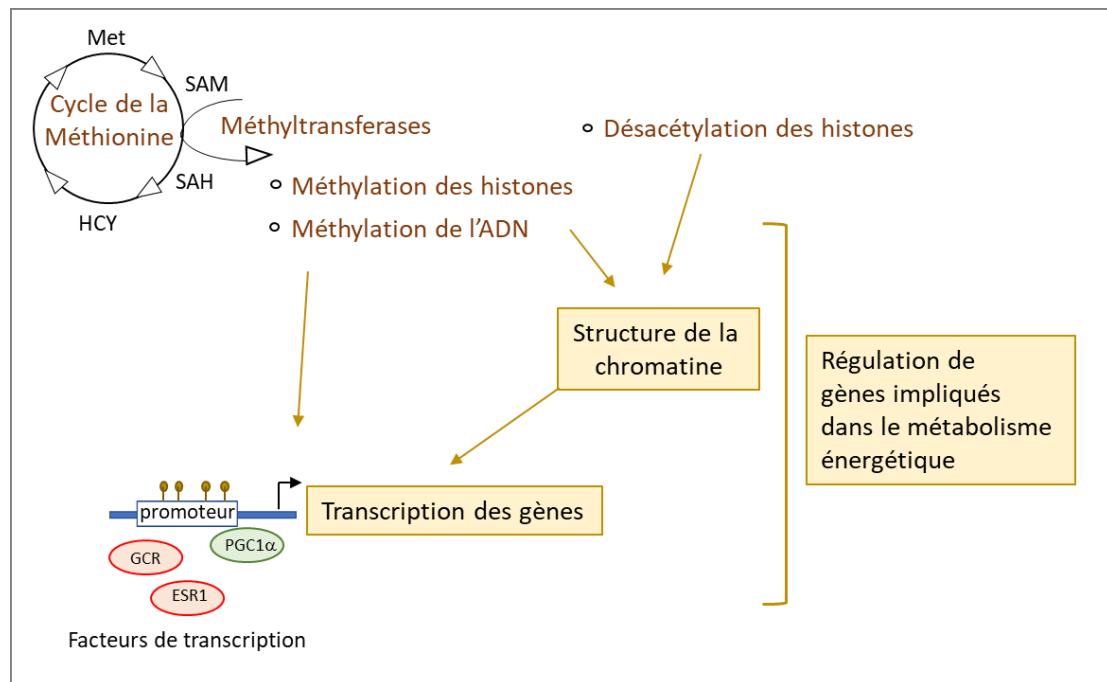 Met
SAM
Cycle de la
Méthionine
Méthyltransferases
Désacétylation des histones
SAH
Méthylation des histones
HCY
Méthylation de l'ADN
Structure de la
chromatine
Régulation de
gènes impliqués
dans le métabolisme
énergétique
promoteur
Transcription des gènes
PGC1α
GCR
ESR1
Facteurs de transcription